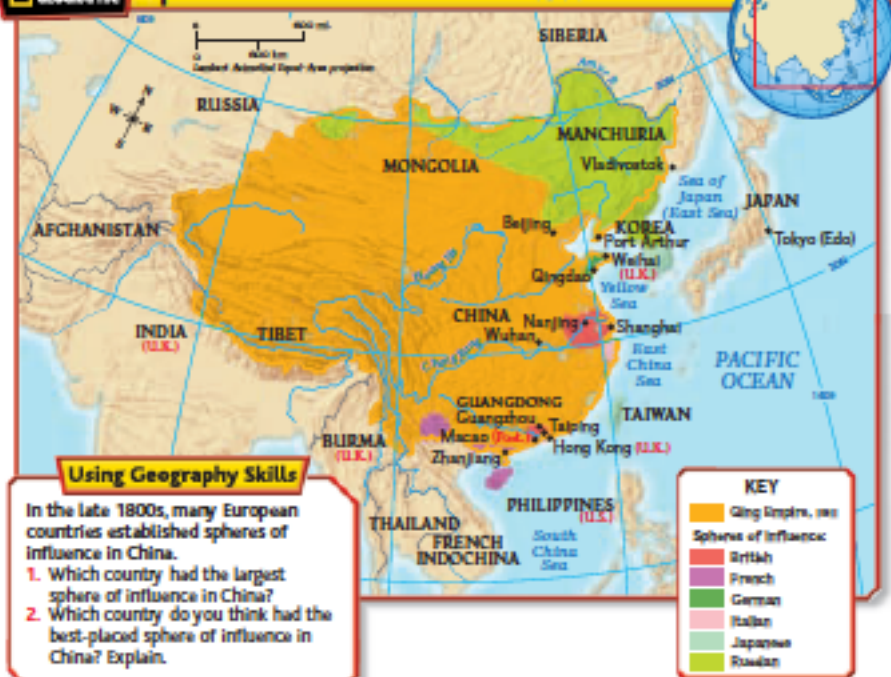 600 mi.
600 km
SIBERIA
Amur R.
RUSSIA
MANCHURIA
MONGOLIA
Vladivostok
Sea of
Japan
(East Sea)
JAPAN
AFGHANISTAN
Beijing
KOREA
Port Arthur
Tokyo (Edo)
Weihai
(U.K.)
Qingdao
Yellow
Sea
CHINA
Nanjing
Shanghai
INDIA
(U.K.)
TIBET
Wuhan
East
China
Sea
PACIFIC
OCEAN
GUANGDONG
Guangzhou
Taiping
TAIWAN
BURMA
(U.K.)
Macao
Hong Kong (U.K.)
Zhanjiang
PHILIPPINES
(U.S.)
THAILAND
FRENCH
INDOCHINA
South
China
Sea
Using Geography Skills
In the late 1800s, many European
countries established spheres of
influence in China.
1. Which country had the largest
sphere of influence in China?
2. Which country do you think had the
best-placed sphere of influence in
China? Explain.
KEY
Qing Empire,
Spheres of influence:
British
French
German
Italian
Japanese
Russian